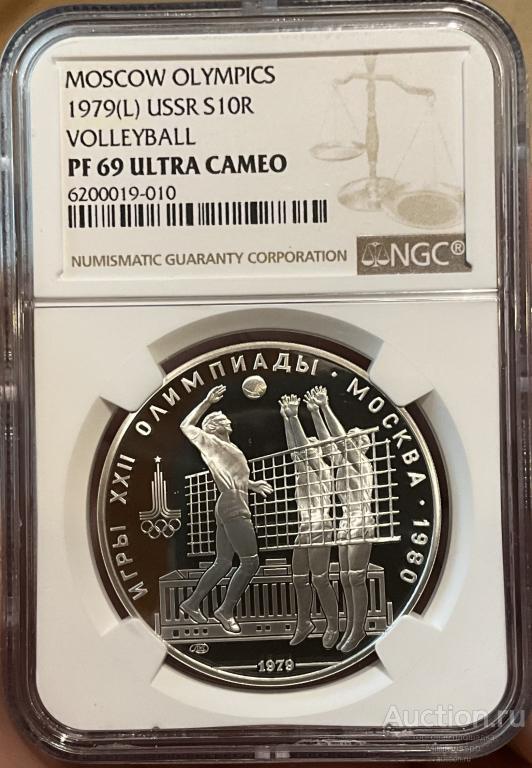 MOSCOW OLYMPICS
1979(L) USSR S10R
VOLLEYBALL
PF 69 ULTRA CAMEO
6200019-010
NUMISMATIC GUARANTY CORPORATION
NGC®
ИГРЫ XXII ОЛИМПИАДЫ · МОСКВА · 1980
1979
Auction.ru